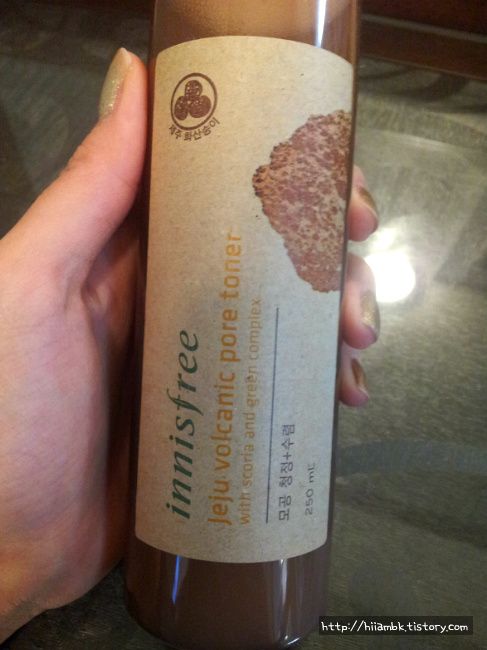 제주 화산송이
innisfree
Jeju volcanic pore toner
with scoria and green complex
모공 청정+수렴
250 mL
http://hiiambk.tistory.com